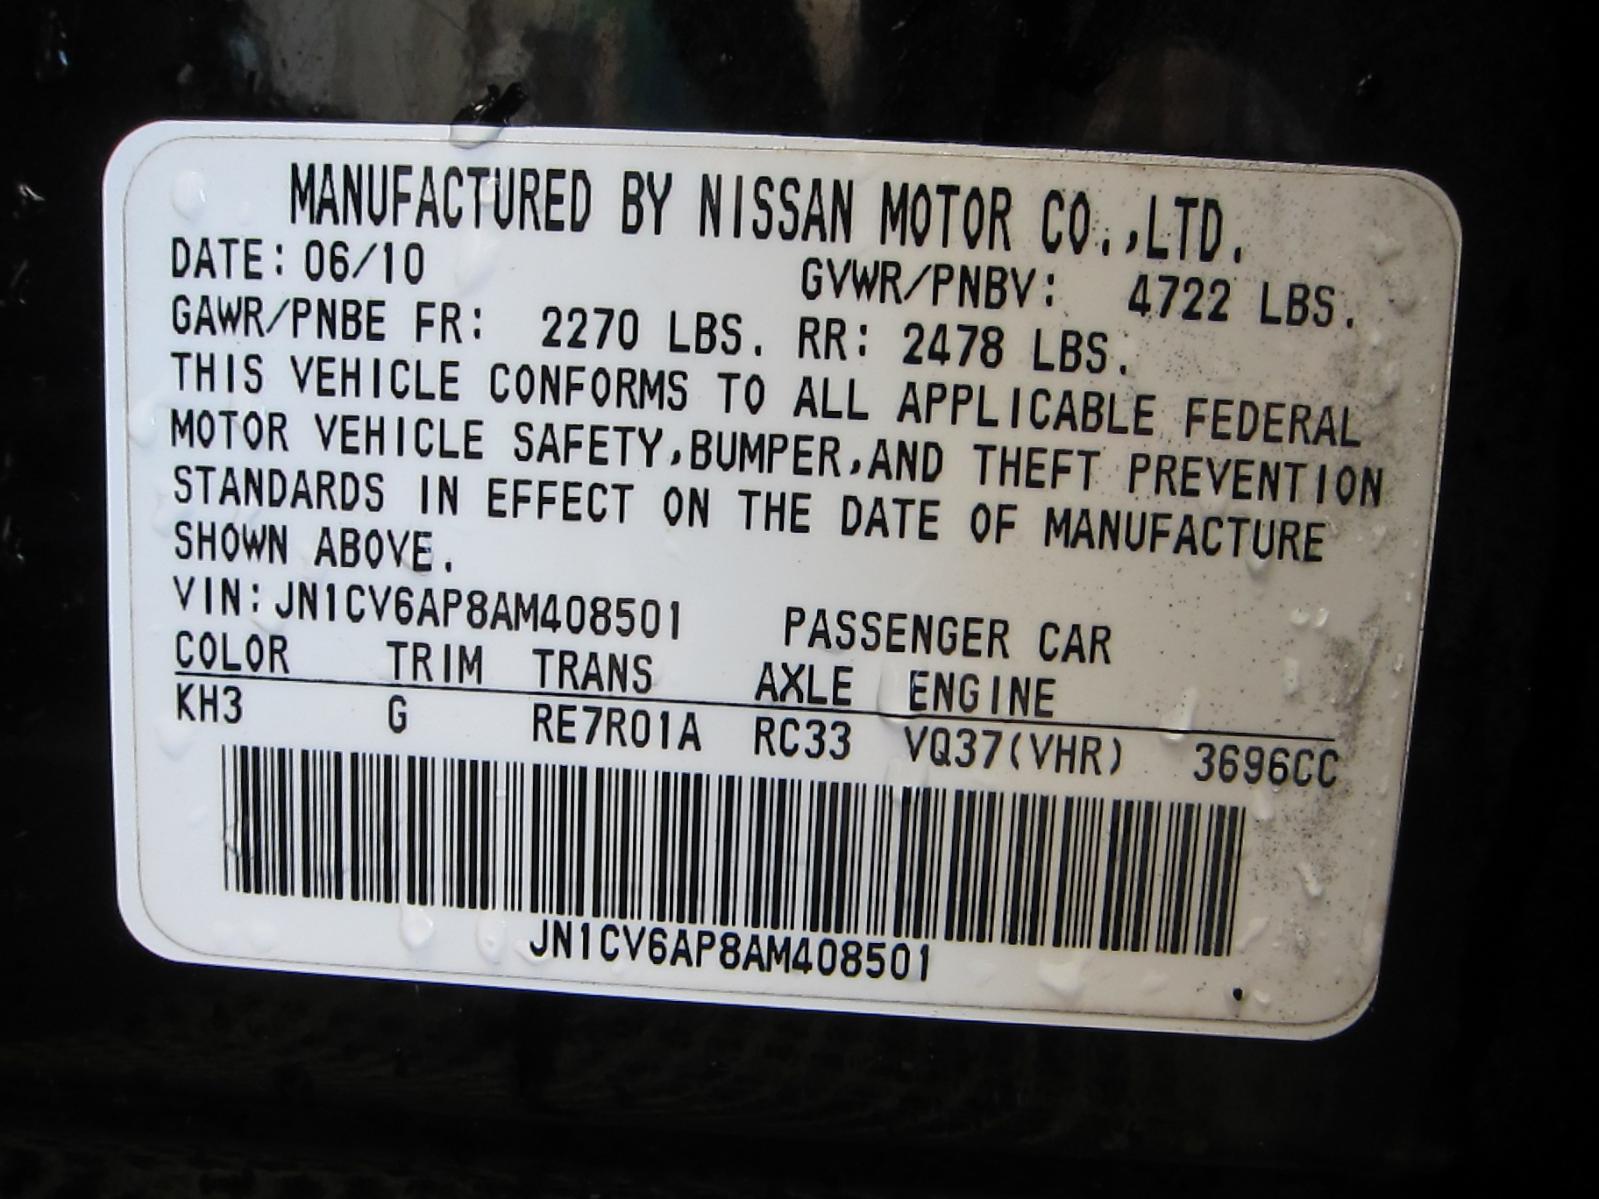 MANUFACTURED BY NISSAN MOTOR CO.,LTD.
DATE: 06/10 GVWR/PNBV: 4722 LBS.
GAWR/PNBE FR: 2270 LBS. RR: 2478 LBS.
THIS VEHICLE CONFORMS TO ALL APPLICABLE FEDERAL
MOTOR VEHICLE SAFETY,BUMPER,AND THEFT PREVENTION
STANDARDS IN EFFECT ON THE DATE OF MANUFACTURE
SHOWN ABOVE.
VIN: JN1CV6AP8AM408501 PASSENGER CAR
COLOR TRIM TRANS AXLE ENGINE
KH3 G RE7R01A RC33 VQ37(VHR) 3696CC
JN1CV6AP8AM408501